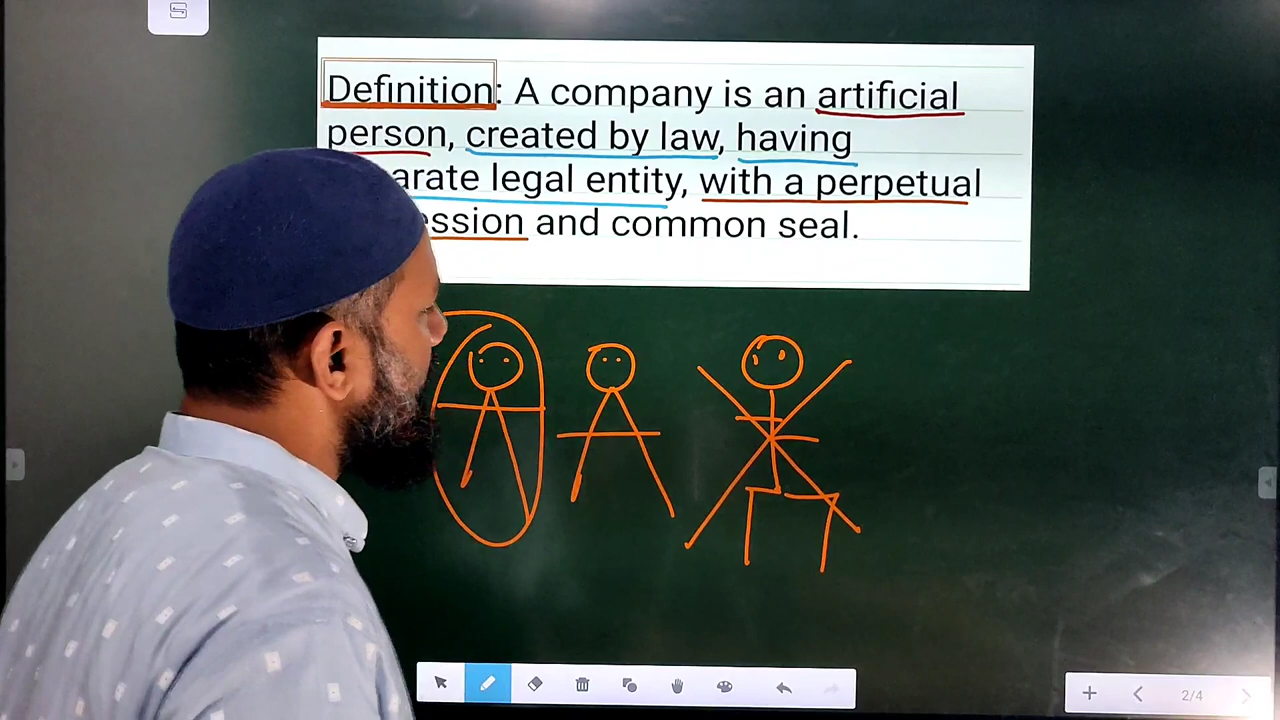 Definition: A company is an artificial
person, created by law, having
arate legal entity, with a perpetual
ession and common seal.
2/4